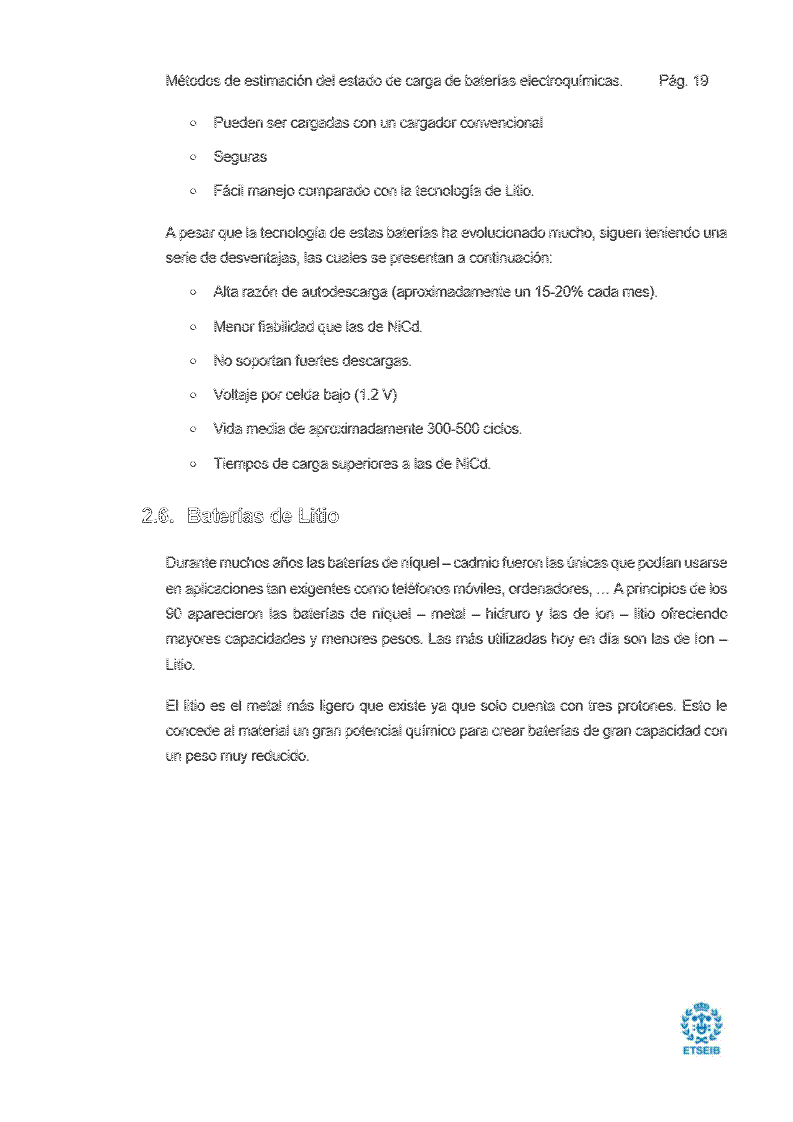 Métodos de estimación del estado de carga de baterías electroquímicas. Pág. 19
○ Pueden ser cargadas con un cargador convencional
○ Seguras
○ Fácil manejo comparado con la tecnología de Litio.
A pesar que la tecnología de estas baterías ha evolucionado mucho, siguen teniendo una
serie de desventajas, las cuales se presentan a continuación:
○ Alta razón de autodescarga (aproximadamente un 15-20% cada mes).
○ Menor fiabilidad que las de NiCd.
○ No soportan fuertes descargas.
○ Voltaje por celda bajo (1.2 V)
○ Vida media de aproximadamente 300-500 ciclos.
○ Tiempos de carga superiores a las de NiCd.
2.6. Baterías de Litio
Durante muchos años las baterías de níquel – cadmio fueron las únicas que podían usarse
en aplicaciones tan exigentes como teléfonos móviles, ordenadores, … A principios de los
90 aparecieron las baterías de níquel – metal – hidruro y las de ion – litio ofreciendo
mayores capacidades y menores pesos. Las más utilizadas hoy en día son las de Ion –
Litio.
El litio es el metal más ligero que existe ya que solo cuenta con tres protones. Esto le
concede al material un gran potencial químico para crear baterías de gran capacidad con
un peso muy reducido.
ETSEIB